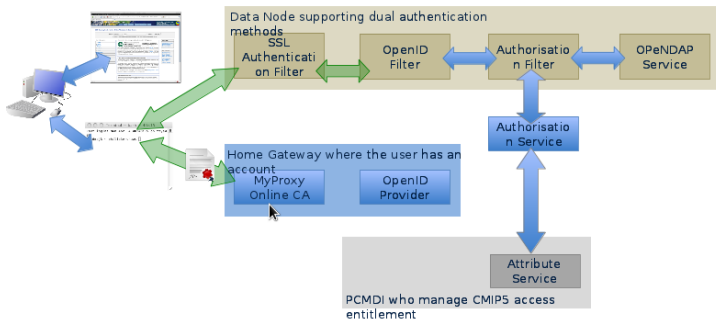 Data Node supporting dual authentication
methods
SSL
Authenticati
on Filter
OpenID
Filter
Authorisatio
n Filter
OPeNDAP
Service
Authorisatio
n Service
Home Gateway where the user has an
account
MyProxy
Online CA
OpenID
Provider
Attribute
Service
PCMDI who manage CMIP5 access
entitlement